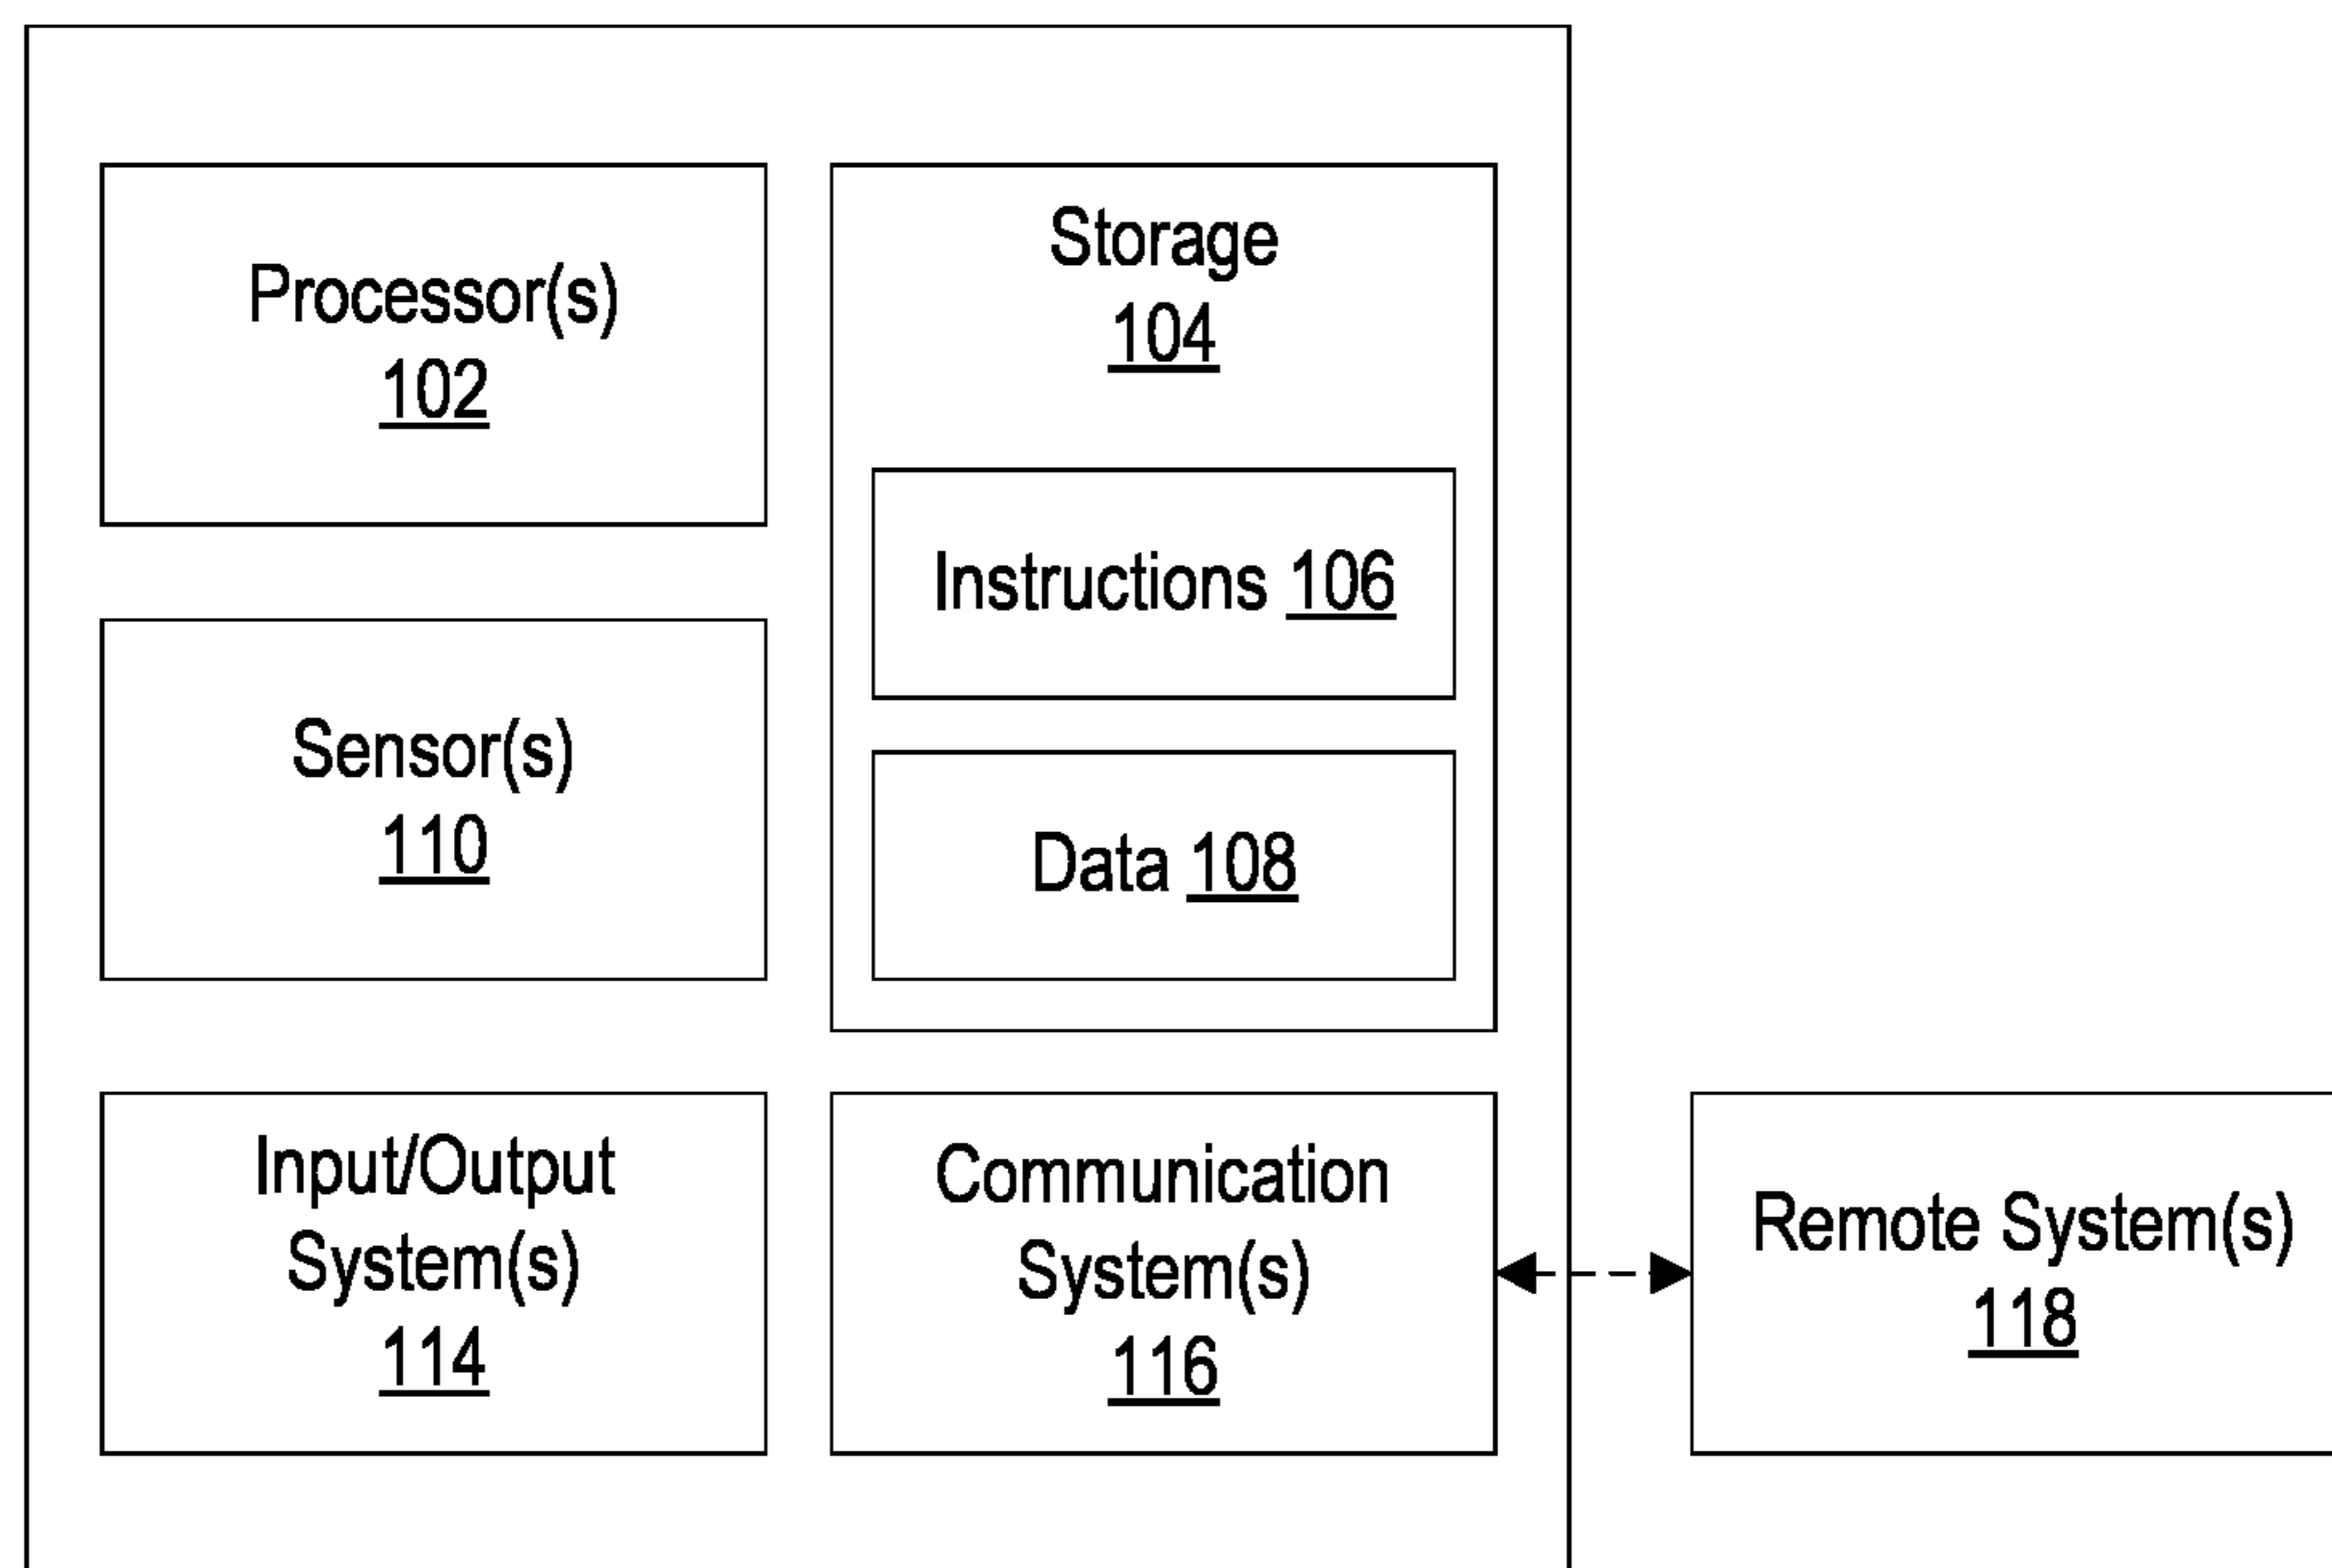 Processor(s)
102
Storage
104
Instructions 106
Data 108
Sensor(s)
110
Input/Output
System(s)
114
Communication
System(s)
116
Remote System(s)
118